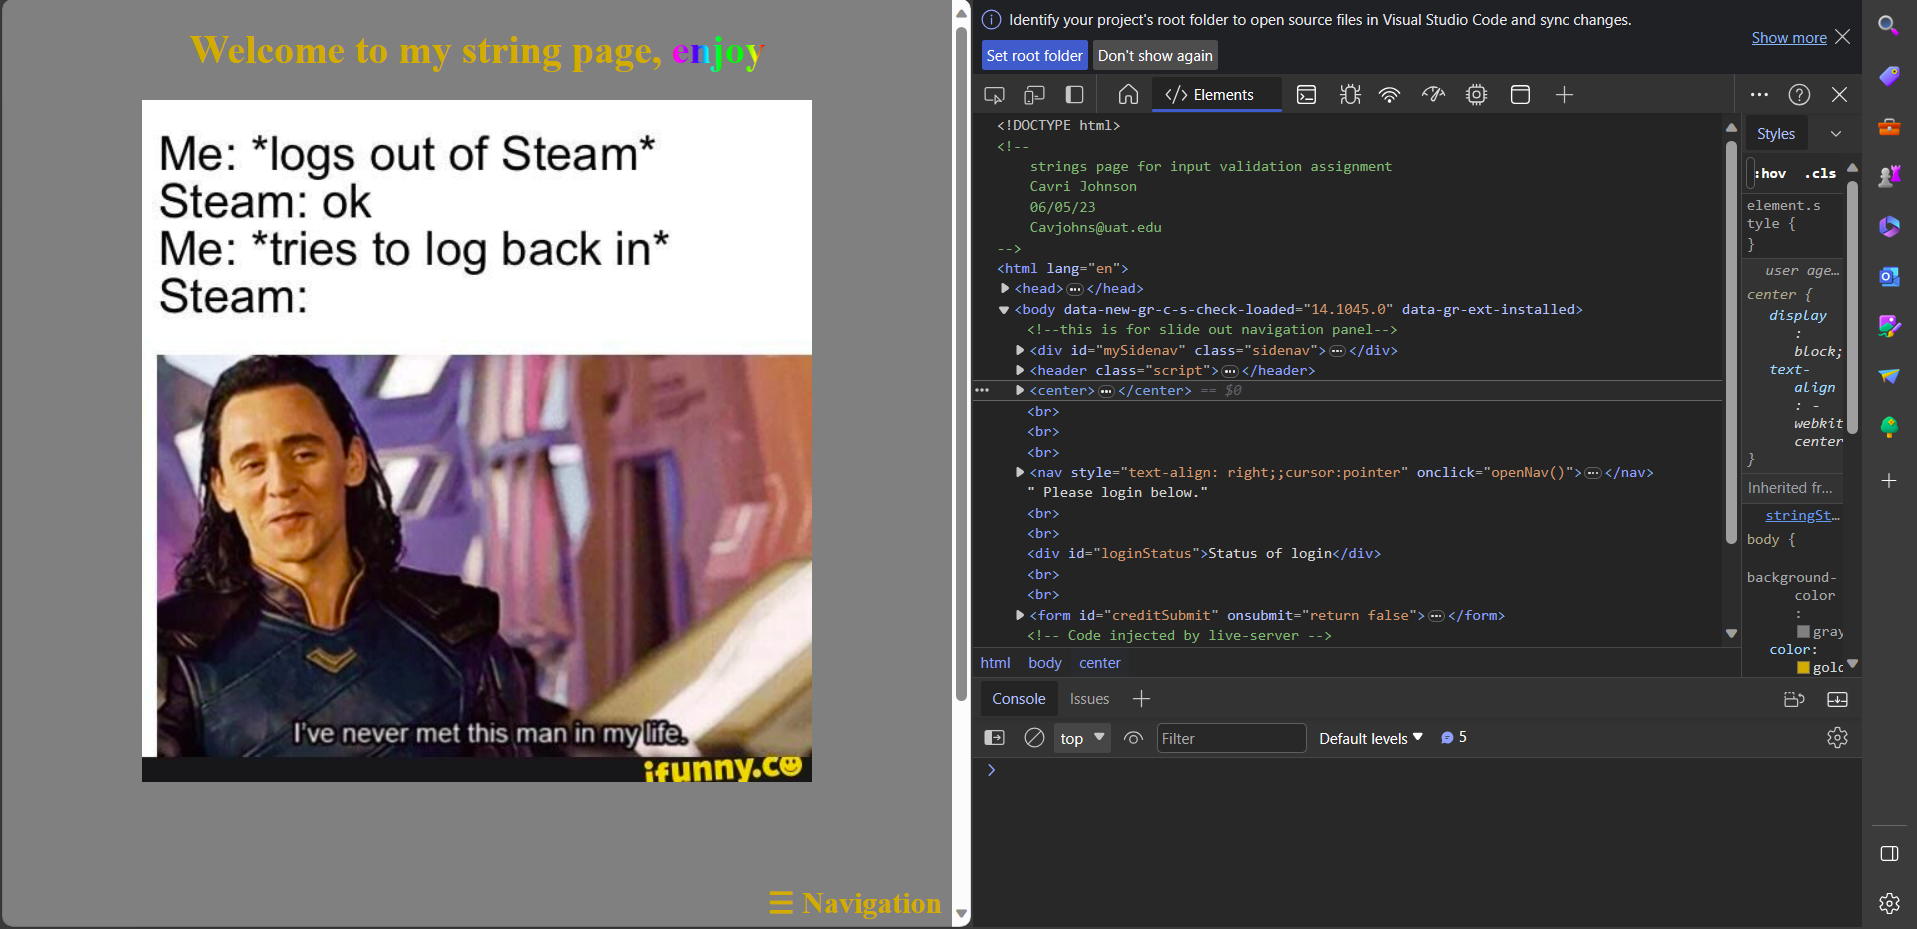 Welcome to my string page, enjoy
Me: *logs out of Steam*
Steam: ok
Me: *tries to log back in*
Steam:
I've never met this man in my life.
ifunny.co
☰ Navigation
Identify your project's root folder to open source files in Visual Studio Code and sync changes.
Set root folder
Don't show again
Show more
</> Elements
<!DOCTYPE html>
<!--
strings page for input validation assignment
Cavri Johnson
06/05/23
Cavjohns@uat.edu
-->
<html lang="en">
<head>…</head>
<body data-new-gr-c-s-check-loaded="14.1045.0" data-gr-ext-installed>
<!--this is for slide out navigation panel-->
<div id="mySidenav" class="sidenav">…</div>
<header class="script">…</header>
<center>…</center> == $0
<br>
<br>
<br>
<nav style="text-align: right;;cursor:pointer" onclick="openNav()">…</nav>
" Please login below."
<br>
<br>
<div id="loginStatus">Status of login</div>
<br>
<br>
<form id="creditSubmit" onsubmit="return false">…</form>
<!-- Code injected by live-server -->
html body center
Styles
:hov .cls
element.s
tyle {
}
user age…
center {
display
:
block;
text-
align
: -
webkit
center
}
Inherited fr…
stringSt…
body {
background-
color
:
gray
color:
gold
Console
Issues
top
Filter
Default levels
5